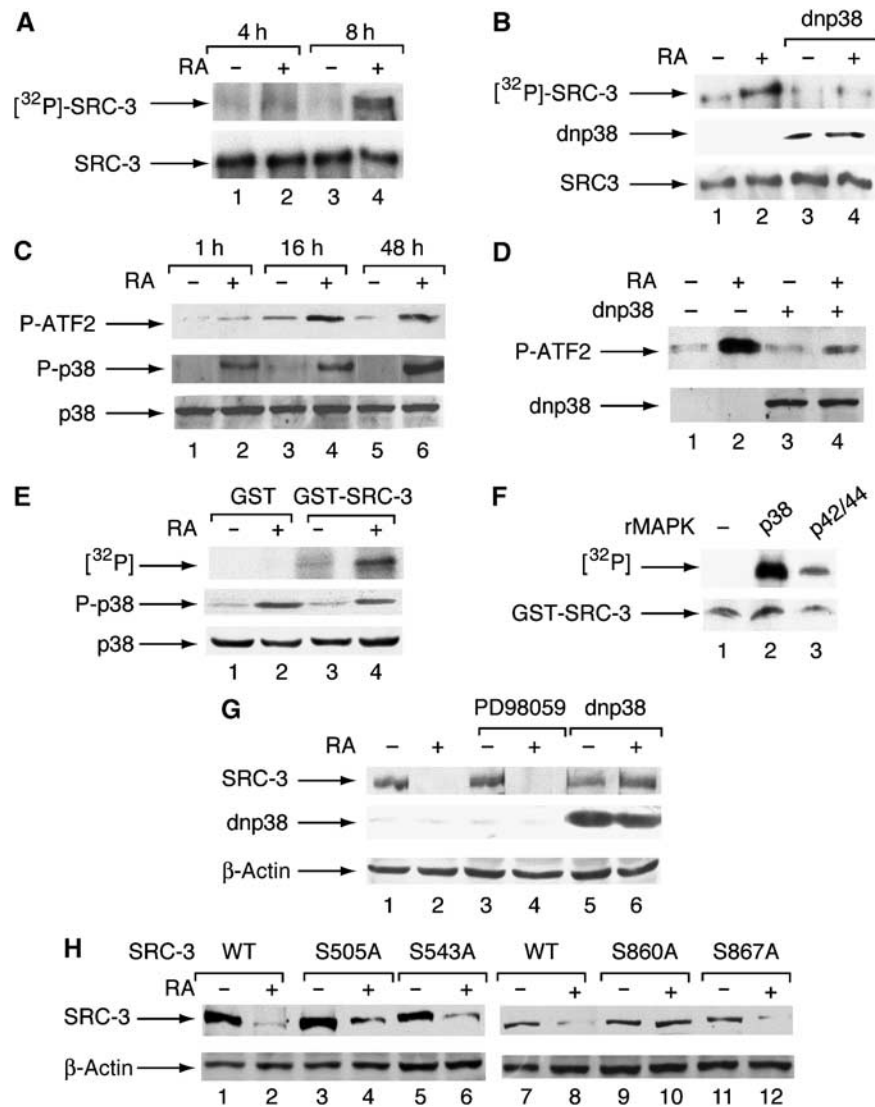 A
4 h 8 h
RA – + – +
[³²P]-SRC-3
SRC-3
1 2 3 4
B
dnp38
RA – + – +
[³²P]-SRC-3
dnp38
SRC3
1 2 3 4
C
1 h 16 h 48 h
RA – + – + – +
P-ATF2
P-p38
p38
1 2 3 4 5 6
D
RA – + – +
dnp38 – – + +
P-ATF2
dnp38
1 2 3 4
E
GST GST-SRC-3
RA – + – +
[³²P]
P-p38
p38
1 2 3 4
F
rMAPK – p38 p42/44
[³²P]
GST-SRC-3
1 2 3
G
PD98059 dnp38
RA – + – + – +
SRC-3
dnp38
β-Actin
1 2 3 4 5 6
H
SRC-3 WT S505A S543A WT S860A S867A
RA – + – + – + – + – + – +
SRC-3
β-Actin
1 2 3 4 5 6 7 8 9 10 11 12